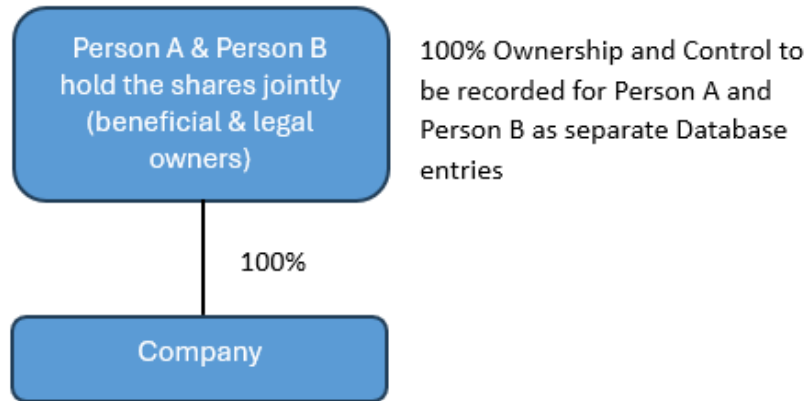 Person A & Person B
hold the shares jointly
(beneficial & legal
owners)
100% Ownership and Control to
be recorded for Person A and
Person B as separate Database
entries
100%
Company